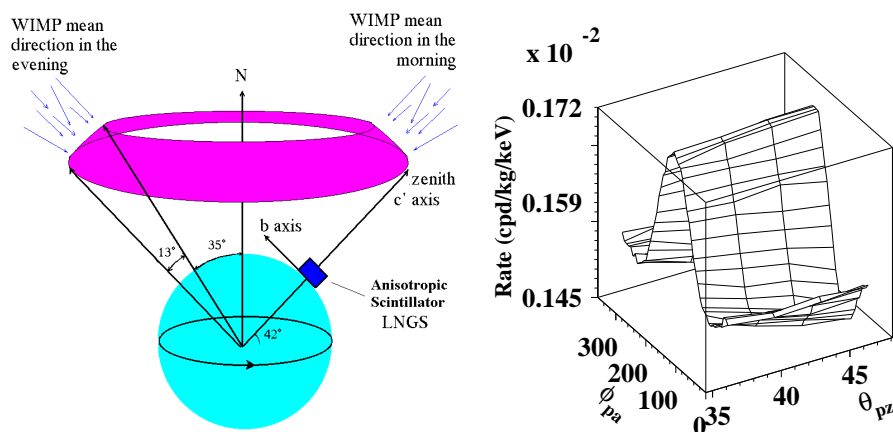 WIMP mean
direction in the
evening
WIMP mean
direction in the
morning
N
zenith
c' axis
b axis
13°
35°
42°
Anisotropic
Scintillator
LNGS
x 10 -2
Rate (cpd/kg/keV)
0.172
0.159
0.145
300
200
100
0
ϕpa
35
40
45
θpz